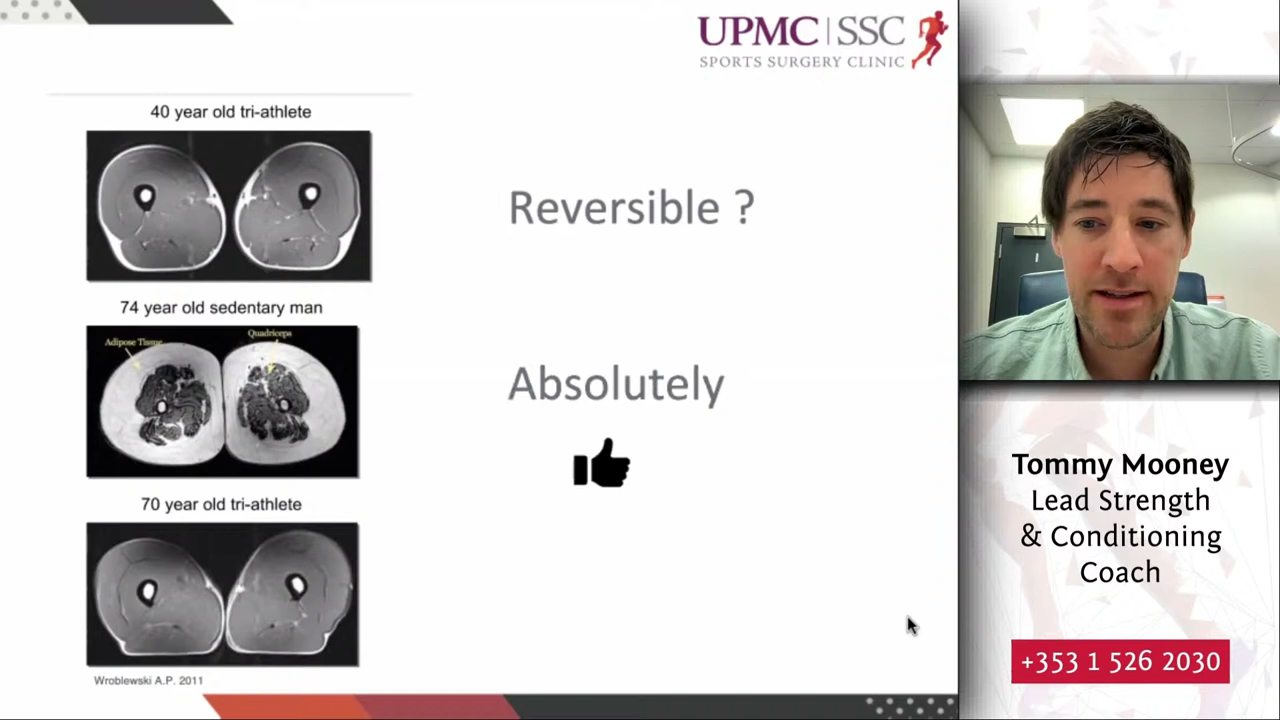 UPMC | SSC
SPORTS SURGERY CLINIC
40 year old tri-athlete
Reversible ?
74 year old sedentary man
Adipose Tissue
Quadriceps
Absolutely
70 year old tri-athlete
Wroblewski A.P. 2011
Tommy Mooney
Lead Strength
& Conditioning
Coach
+353 1 526 2030